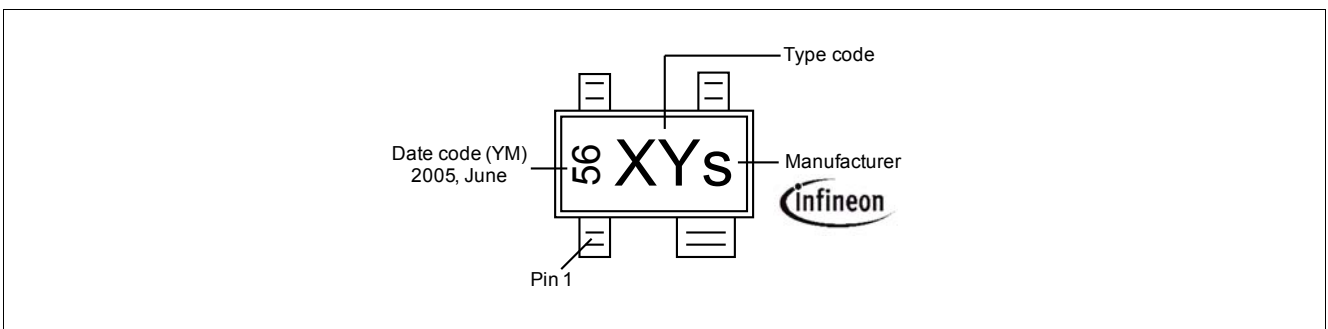 Type code
Date code (YM)
2005, June
56
XYs
Manufacturer
infineon
Pin 1